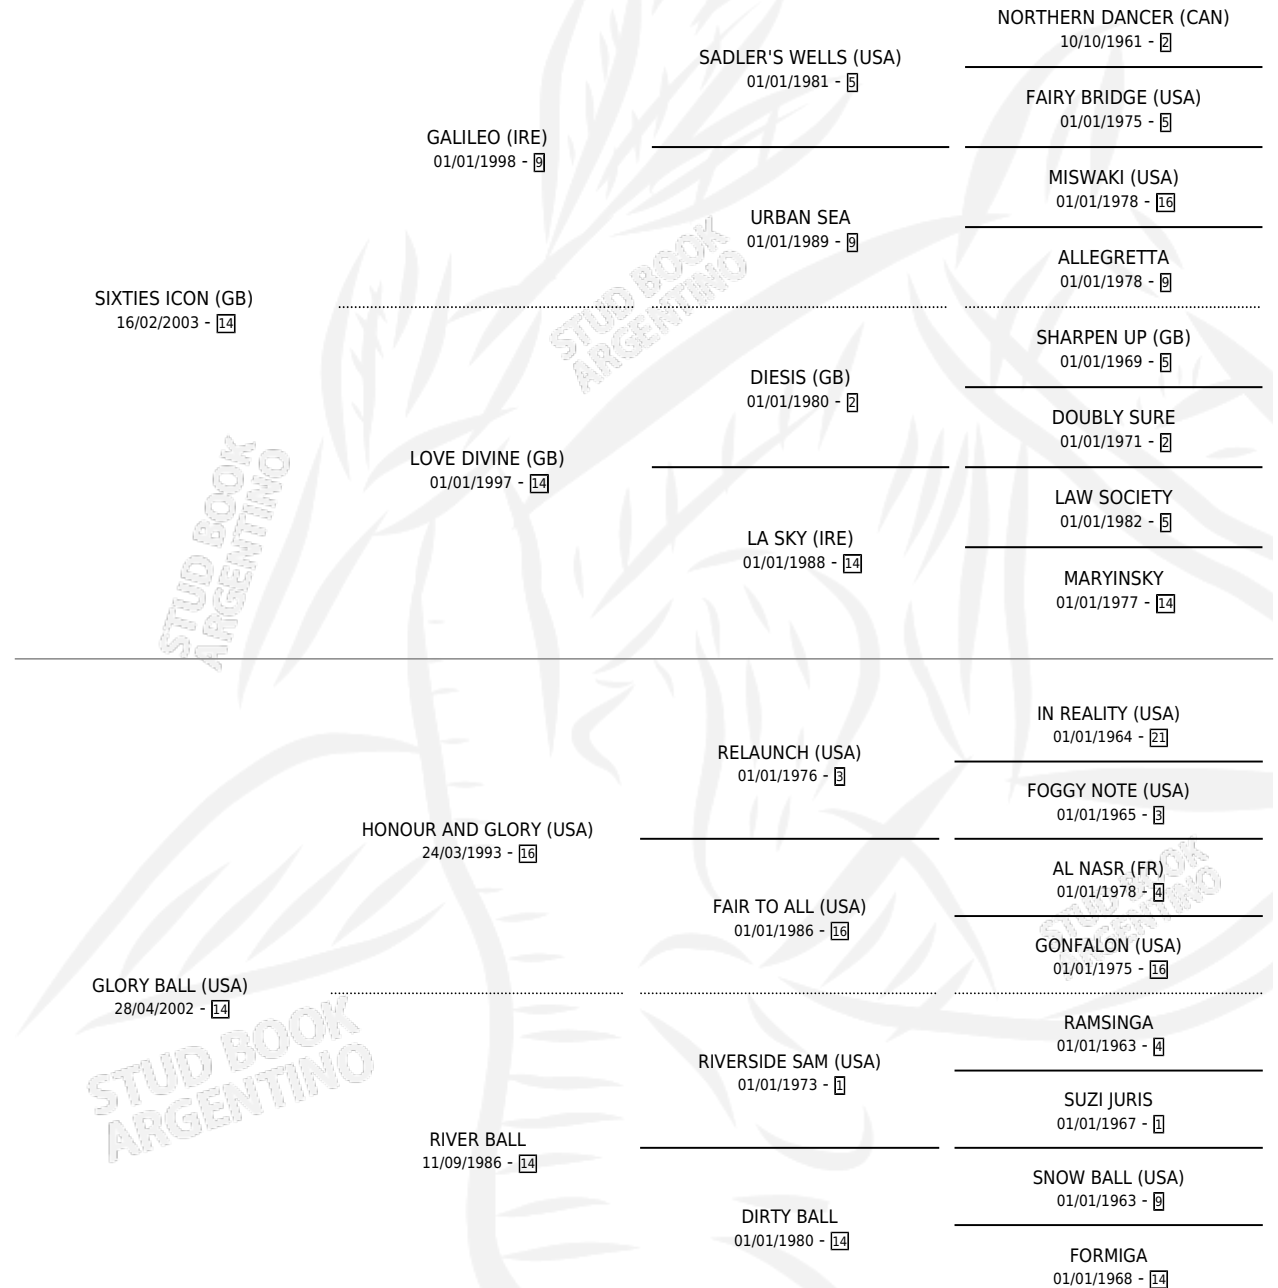 NORTHERN DANCER (CAN)
10/10/1961 - 2
SADLER'S WELLS (USA)
01/01/1981 - 5
FAIRY BRIDGE (USA)
01/01/1975 - 5
GALILEO (IRE)
01/01/1998 - 9
MISWAKI (USA)
01/01/1978 - 16
URBAN SEA
01/01/1989 - 9
ALLEGRETTA
01/01/1978 - 9
SIXTIES ICON (GB)
16/02/2003 - 14
STUD BOOK
ARGENTINO
SHARPEN UP (GB)
01/01/1969 - 5
DIESIS (GB)
01/01/1980 - 2
DOUBLY SURE
01/01/1971 - 2
LOVE DIVINE (GB)
01/01/1997 - 14
LAW SOCIETY
01/01/1982 - 5
LA SKY (IRE)
01/01/1988 - 14
MARYINSKY
01/01/1977 - 14
STUD BOOK
ARGENTINO
IN REALITY (USA)
01/01/1964 - 21
RELAUNCH (USA)
01/01/1976 - 3
FOGGY NOTE (USA)
01/01/1965 - 3
HONOUR AND GLORY (USA)
24/03/1993 - 16
AL NASR (FR)
01/01/1978 - 4
FAIR TO ALL (USA)
01/01/1986 - 16
STUD BOOK
ARGENTINO
GONFALON (USA)
01/01/1975 - 16
GLORY BALL (USA)
28/04/2002 - 14
RAMSINGA
01/01/1963 - 4
RIVERSIDE SAM (USA)
01/01/1973 - 1
STUD BOOK
ARGENTINO
SUZI JURIS
01/01/1967 - 1
RIVER BALL
11/09/1986 - 14
SNOW BALL (USA)
01/01/1963 - 9
DIRTY BALL
01/01/1980 - 14
FORMIGA
01/01/1968 - 14